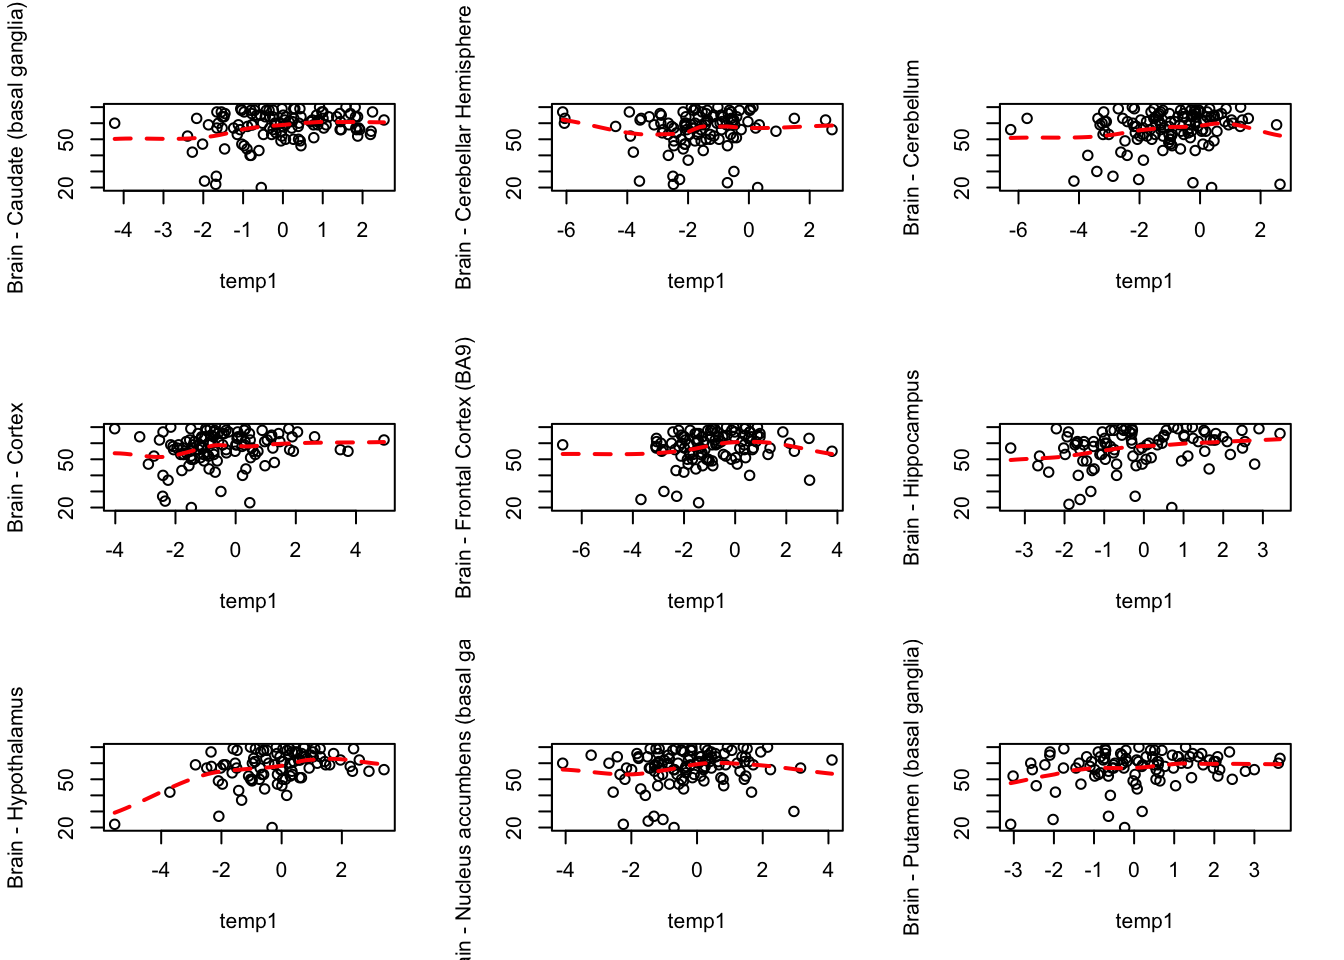 Brain - Caudate (basal ganglia)
50
20
-4 -3 -2 -1 0 1 2
temp1
Brain - Cerebellar Hemisphere
50
20
-6 -4 -2 0 2
temp1
Brain - Cerebellum
50
20
-6 -4 -2 0 2
temp1
Brain - Cortex
50
20
-4 -2 0 2 4
temp1
Brain - Frontal Cortex (BA9)
50
20
-6 -4 -2 0 2 4
temp1
Brain - Hippocampus
50
20
-3 -2 -1 0 1 2 3
temp1
Brain - Hypothalamus
50
20
-4 -2 0 2
temp1
ain - Nucleus accumbens (basal ga
50
20
-4 -2 0 2 4
temp1
Brain - Putamen (basal ganglia)
50
20
-3 -2 -1 0 1 2 3
temp1